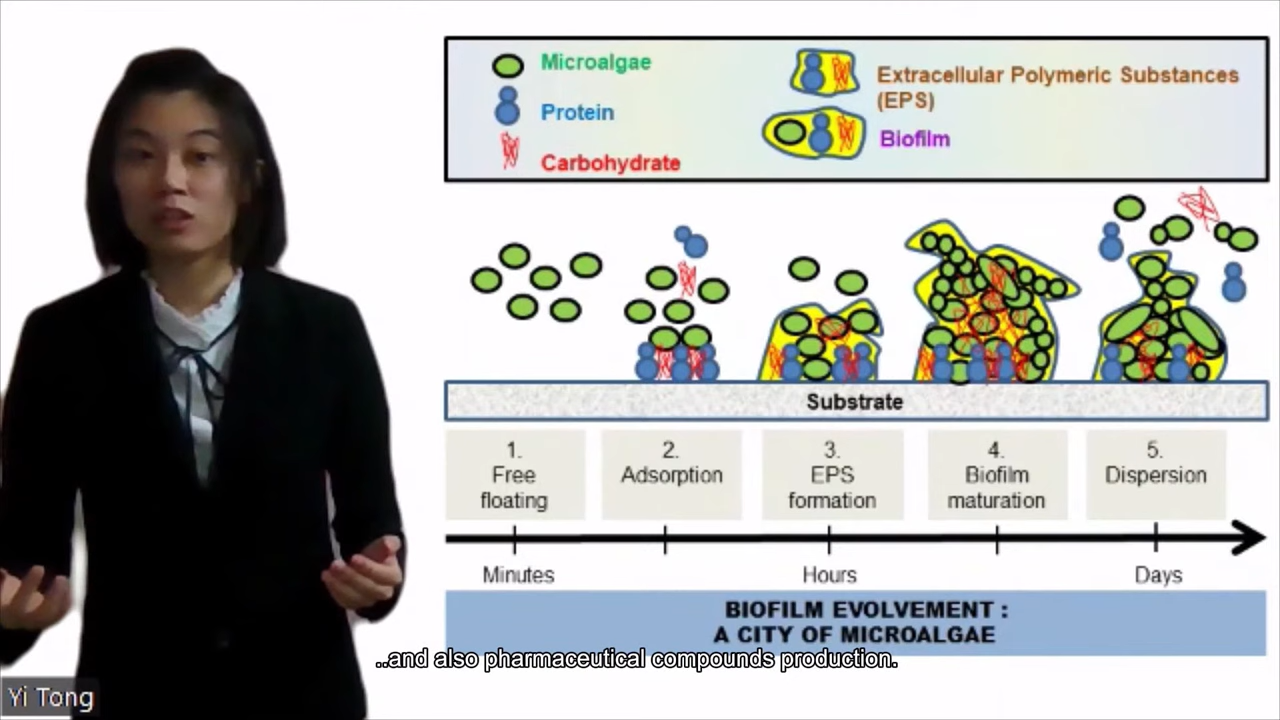 Microalgae
Protein
Carbohydrate
Extracellular Polymeric Substances
(EPS)
Biofilm
Substrate
1.
Free
floating
2.
Adsorption
3.
EPS
formation
4.
Biofilm
maturation
5.
Dispersion
Minutes
Hours
Days
BIOFILM EVOLVEMENT :
A CITY OF MICROALGAE
..and also pharmaceutical compounds production.
Yi Tong